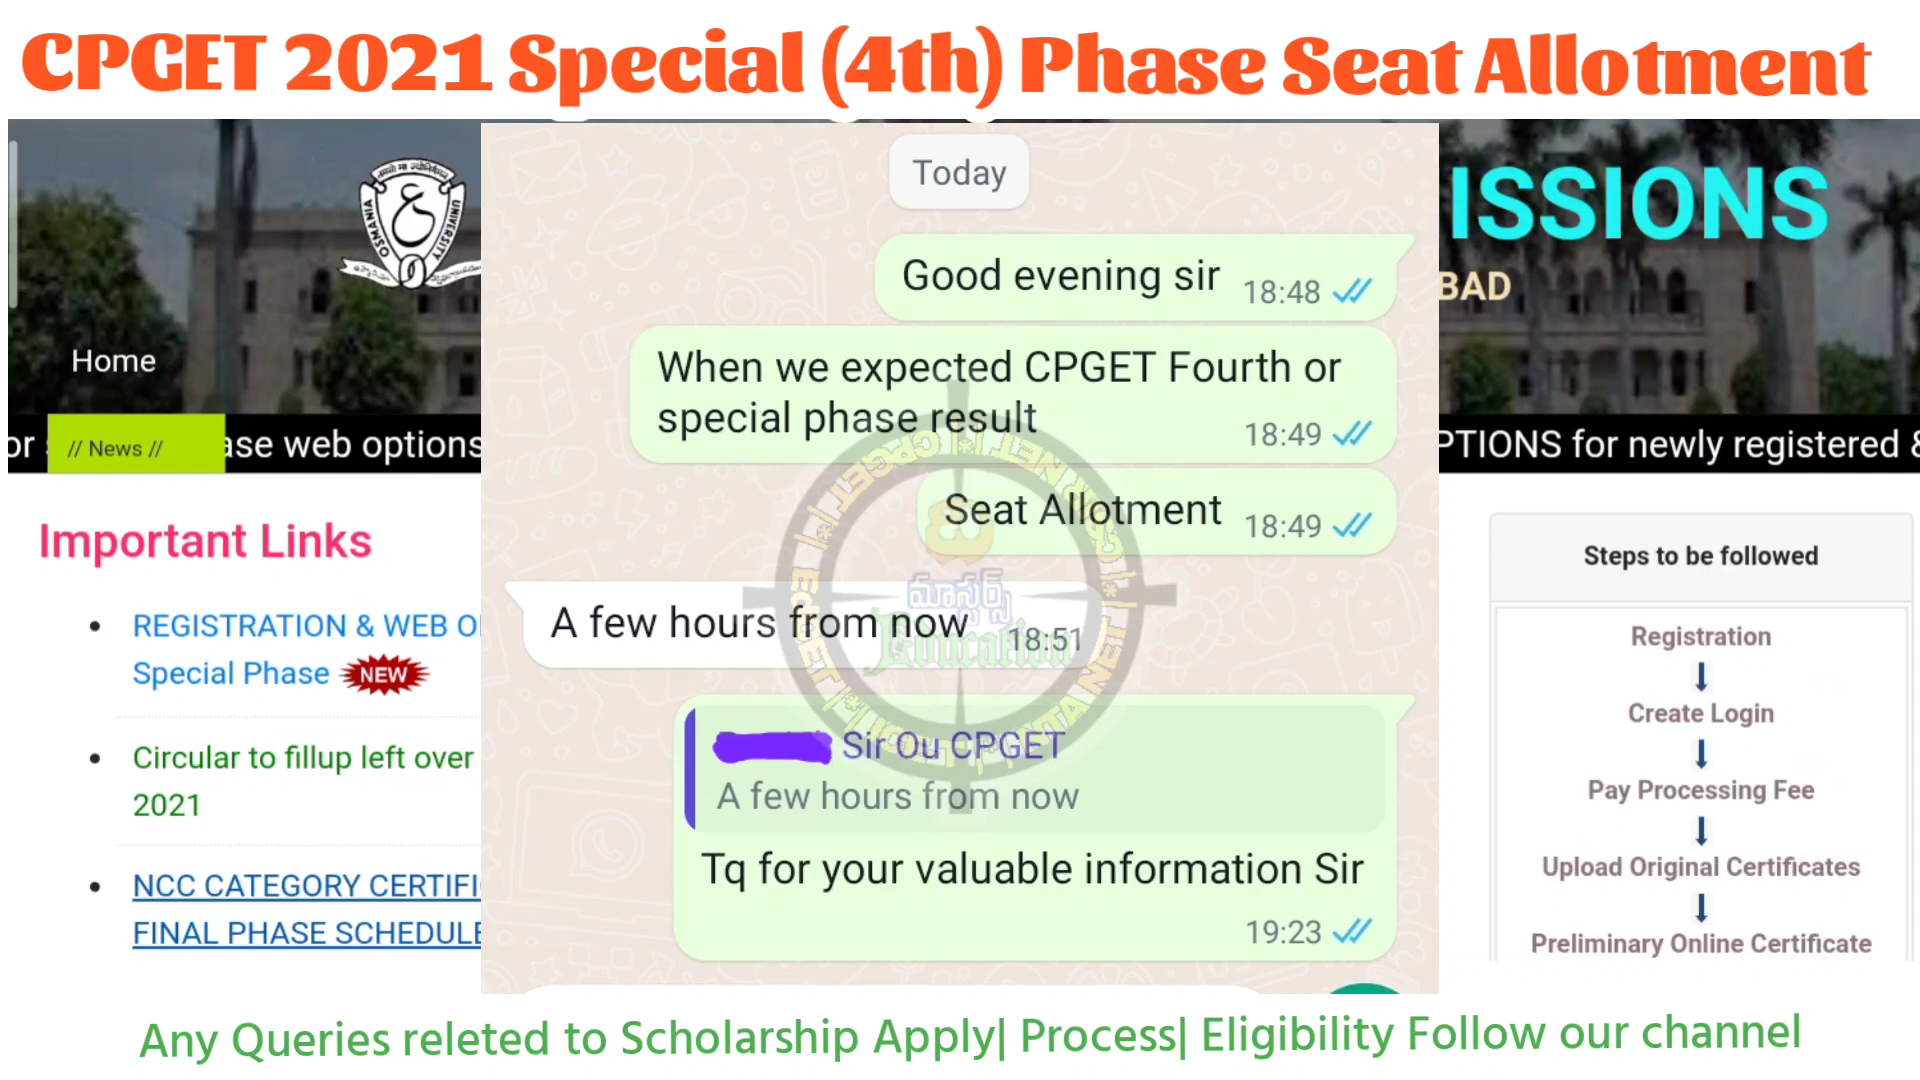 CPGET 2021 Special (4th) Phase Seat Allotment
OSMANIA UNIVERSITY
ISSIONS
BAD
Home
or
// News //
ase web options
PTIONS for newly registered &
Important Links
REGISTRATION & WEB O
Special Phase NEW
Circular to fillup left over
2021
NCC CATEGORY CERTIFI
FINAL PHASE SCHEDULE
Today
Good evening sir 18:48
When we expected CPGET Fourth or
special phase result 18:49
Seat Allotment 18:49
A few hours from now 18:51
Sir Ou CPGET
A few hours from now
Tq for your valuable information Sir
19:23
మాస్టర్స్
Education
Steps to be followed
Registration
Create Login
Pay Processing Fee
Upload Original Certificates
Preliminary Online Certificate
Any Queries releted to Scholarship Apply| Process| Eligibility Follow our channel